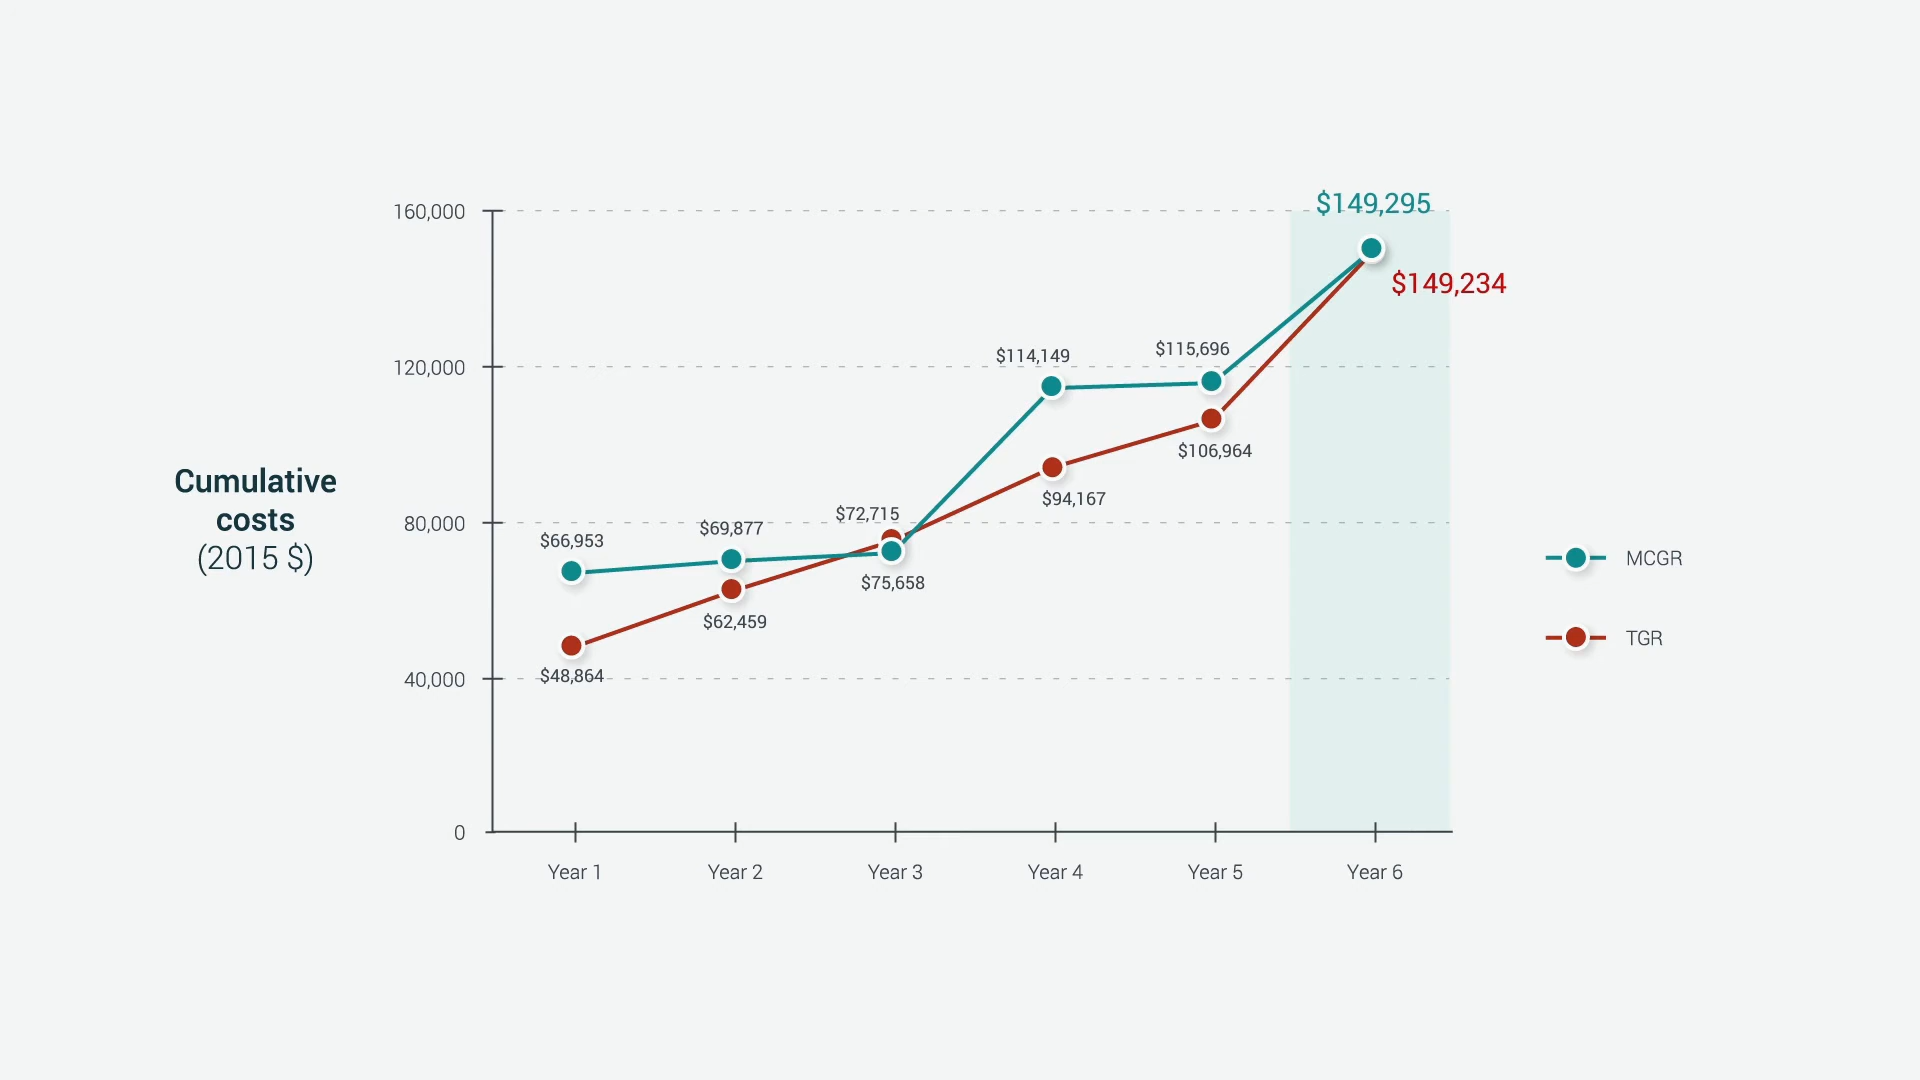 $149,295
160,000
$149,234
$114,149
$115,696
120,000
$106,964
Cumulative
costs
(2015 $)
$94,167
$72,715
80,000
$69,877
$66,953
$75,658
$62,459
$48,864
40,000
MCGR
TGR
0
Year 1
Year 2
Year 3
Year 4
Year 5
Year 6